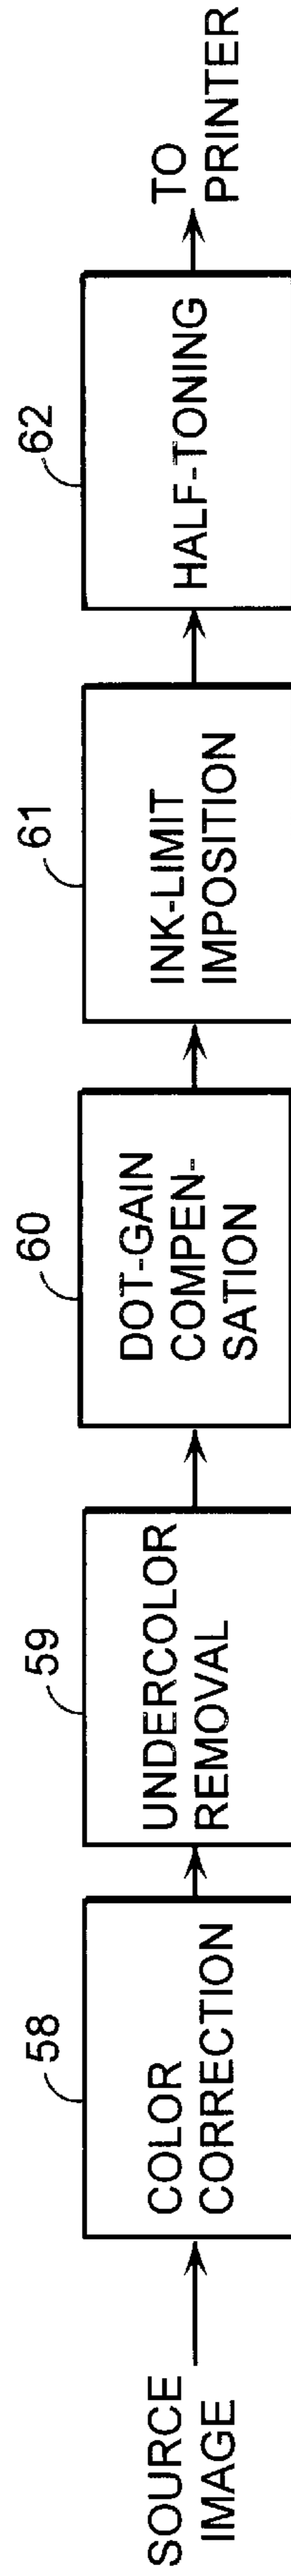 SOURCE
IMAGE
58
COLOR
CORRECTION
59
UNDERCOLOR
REMOVAL
60
DOT-GAIN
COMPEN-
SATION
61
INK-LIMIT
IMPOSITION
62
HALF-TONING
TO
PRINTER